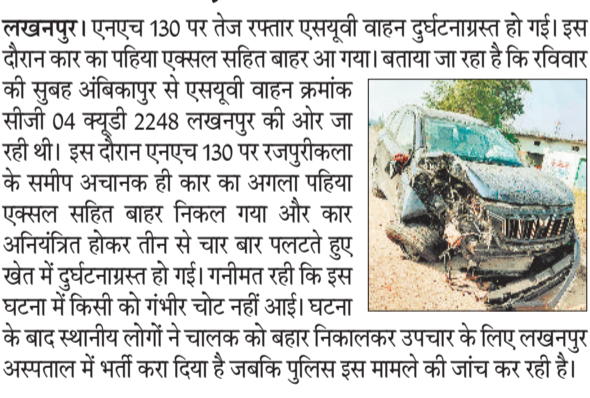 लखनपुर। एनएच 130 पर तेज रफ्तार एसयूवी वाहन दुर्घटनाग्रस्त हो गई। इस
दौरान कार का पहिया एक्सल सहित बाहर आ गया। बताया जा रहा है कि रविवार
की सुबह अंबिकापुर से एसयूवी वाहन क्रमांक
सीजी 04 क्यूडी 2248 लखनपुर की ओर जा
रही थी। इस दौरान एनएच 130 पर रजपुरीकला
के समीप अचानक ही कार का अगला पहिया
एक्सल सहित बाहर निकल गया और कार
अनियंत्रित होकर तीन से चार बार पलटते हुए
खेत में दुर्घटनाग्रस्त हो गई। गनीमत रही कि इस
घटना में किसी को गंभीर चोट नहीं आई। घटना
के बाद स्थानीय लोगों ने चालक को बहार निकालकर उपचार के लिए लखनपुर
अस्पताल में भर्ती करा दिया है जबकि पुलिस इस मामले की जांच कर रही है।